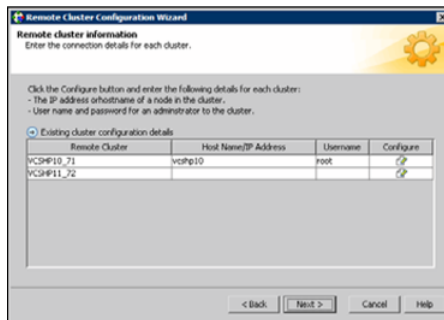 Remote Cluster Configuration Wizard
Remote cluster information
Enter the connection details for each cluster.
Click the Configure button and enter the following details for each cluster:
- The IP address orhostname of a node in the cluster.
- User name and password for an adminstrator to the cluster.
Existing cluster configuration details
Remote Cluster Host Name/IP Address Username Configure
VCSHP10_71 vcshp10 root
VCSHP11_72
< Back Next > Cancel Help